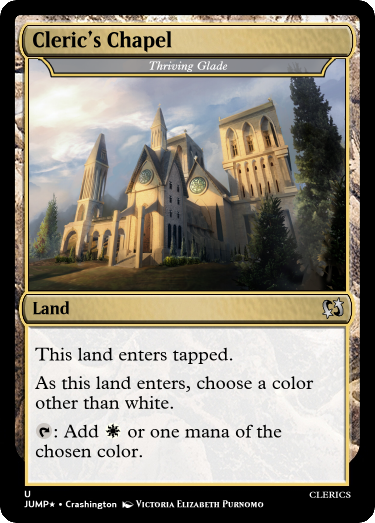 Cleric's Chapel
Thriving Glade
Land
This land enters tapped.
As this land enters, choose a color
other than white.
: Add or one mana of the
chosen color.
U
JUMP★ • Crashington Victoria Elizabeth Purnomo
CLERICS